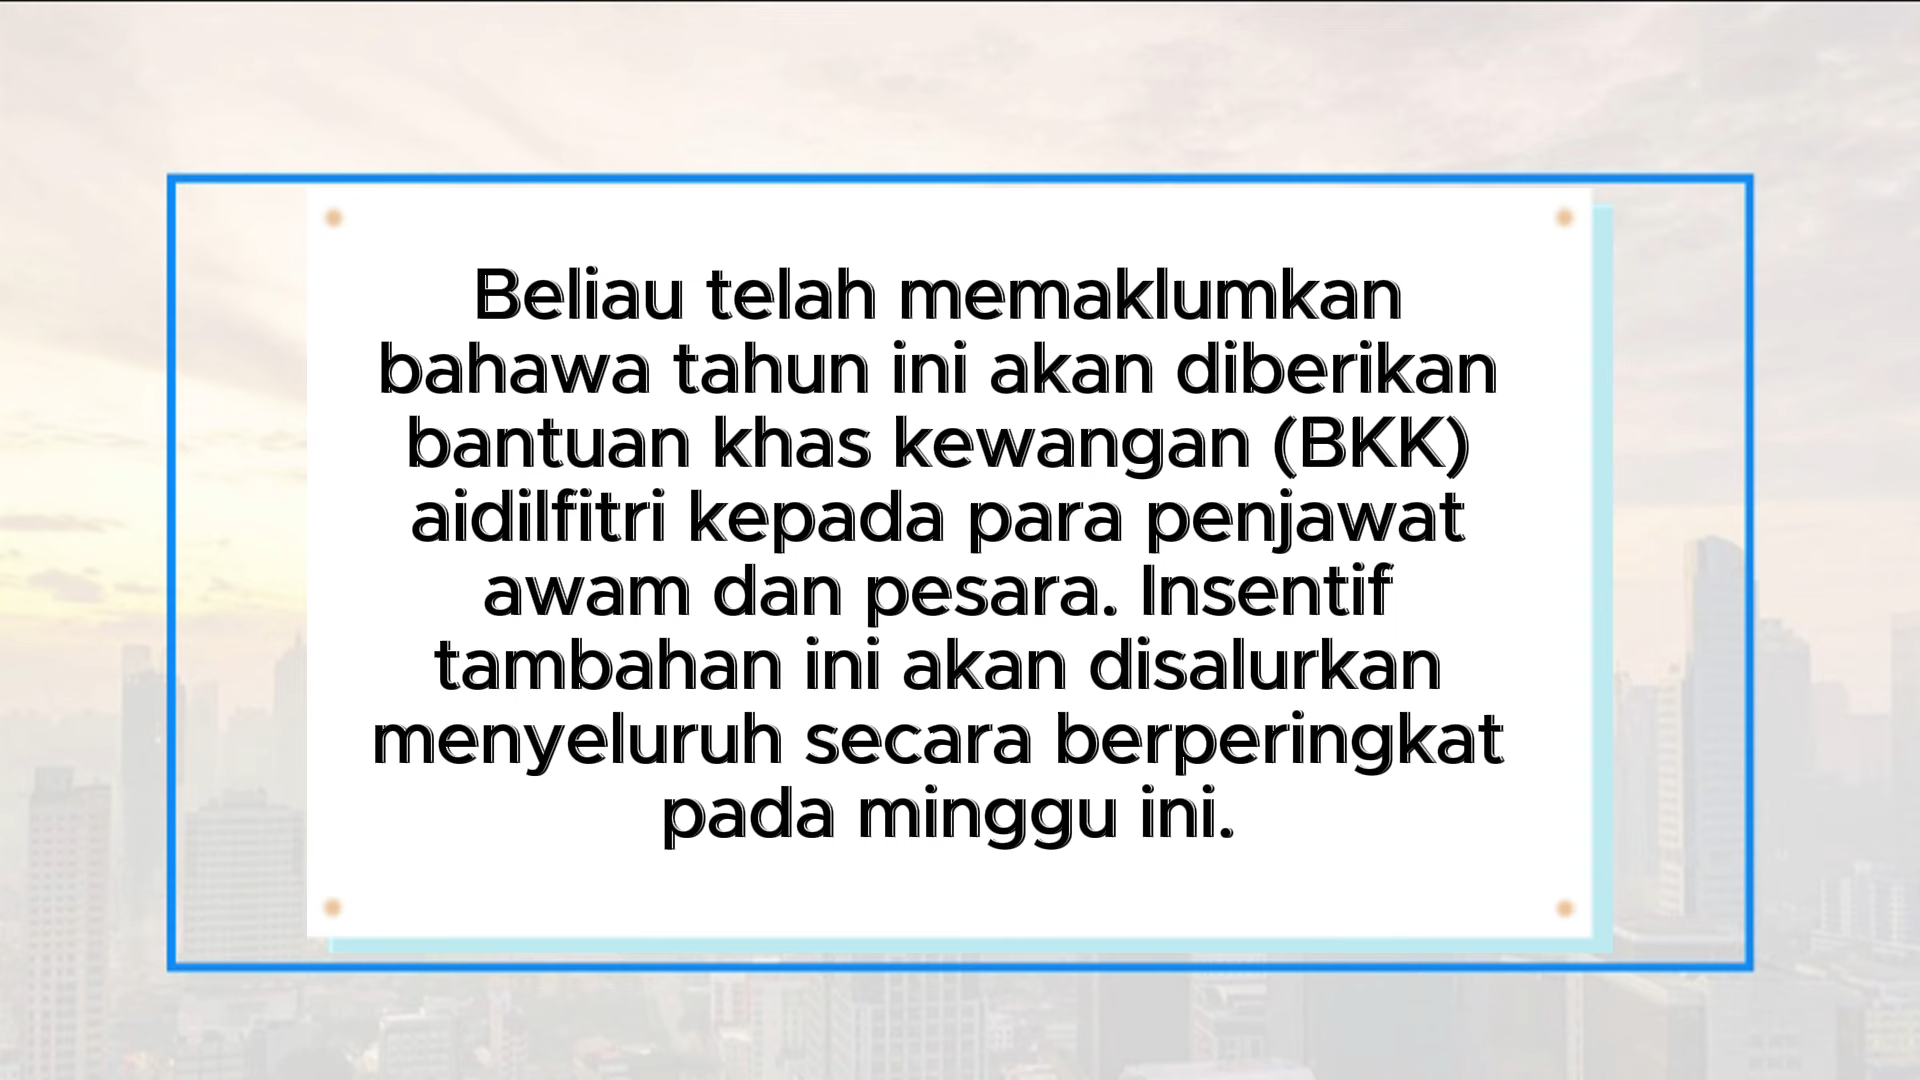 Beliau telah memaklumkan
bahawa tahun ini akan diberikan
bantuan khas kewangan (BKK)
aidilfitri kepada para penjawat
awam dan pesara. Insentif
tambahan ini akan disalurkan
menyeluruh secara berperingkat
pada minggu ini.